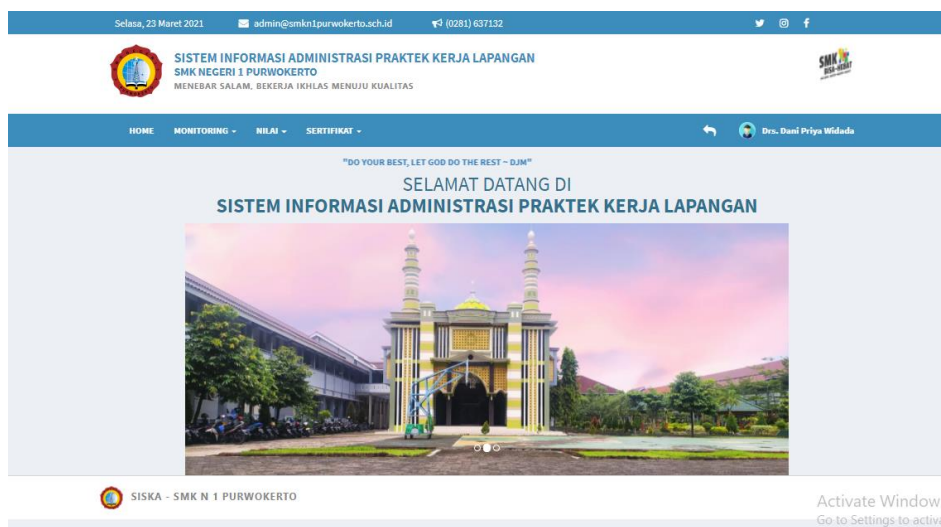 Selasa, 23 Maret 2021 admin@smkn1purwokerto.sch.id (0281) 637132
SISTEM INFORMASI ADMINISTRASI PRAKTEK KERJA LAPANGAN
SMK NEGERI 1 PURWOKERTO
MENEBAR SALAM, BEKERJA IKHLAS MENUJU KUALITAS
SMK
BISA-HEBAT
HOME MONITORING NILAI SERTIFIKAT Drs. Dani Priya Widada
"DO YOUR BEST, LET GOD DO THE REST ~ DJM"
SELAMAT DATANG DI
SISTEM INFORMASI ADMINISTRASI PRAKTEK KERJA LAPANGAN
SISKA - SMK N 1 PURWOKERTO
Activate Window
Go to Settings to activa